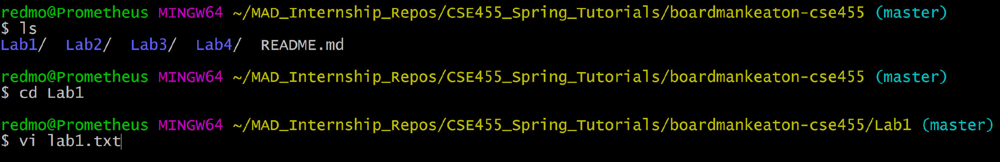 redmo@Prometheus MINGW64 ~/MAD_Internship_Repos/CSE455_Spring_Tutorials/boardmankeaton-cse455 (master)
$ ls
Lab1/  Lab2/  Lab3/  Lab4/  README.md
redmo@Prometheus MINGW64 ~/MAD_Internship_Repos/CSE455_Spring_Tutorials/boardmankeaton-cse455 (master)
$ cd Lab1
redmo@Prometheus MINGW64 ~/MAD_Internship_Repos/CSE455_Spring_Tutorials/boardmankeaton-cse455/Lab1 (master)
$ vi lab1.txt